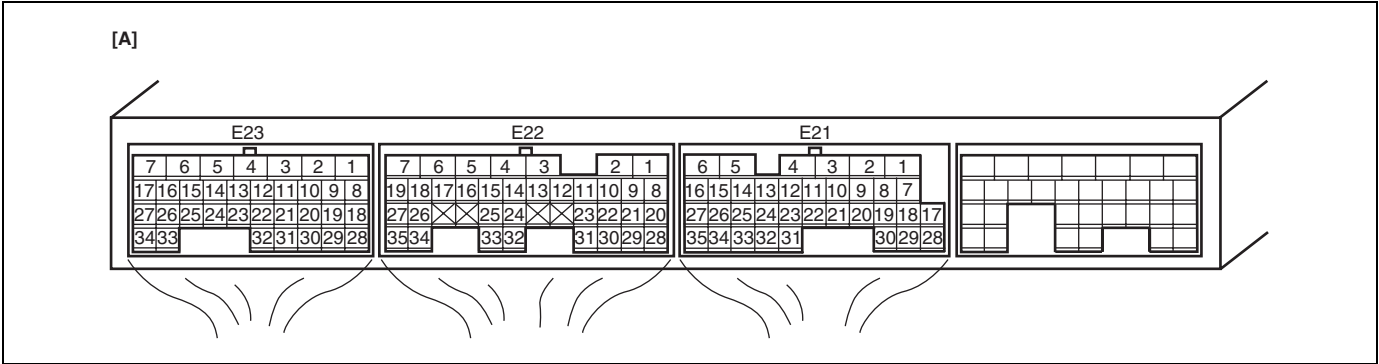 [A]
E23 E22 E21
7 6 5 4 3 2 1 7 6 5 4 3 2 1 6 5 4 3 2 1
17 16 15 14 13 12 11 10 9 8 19 18 17 16 15 14 13 12 11 10 9 8 16 15 14 13 12 11 10 9 8 7
27 26 25 24 23 22 21 20 19 18 27 26 25 24 23 22 21 20 27 26 25 24 23 22 21 20 19 18 17
34 33 32 31 30 29 28 35 34 33 32 31 30 29 28 35 34 33 32 31 30 29 28